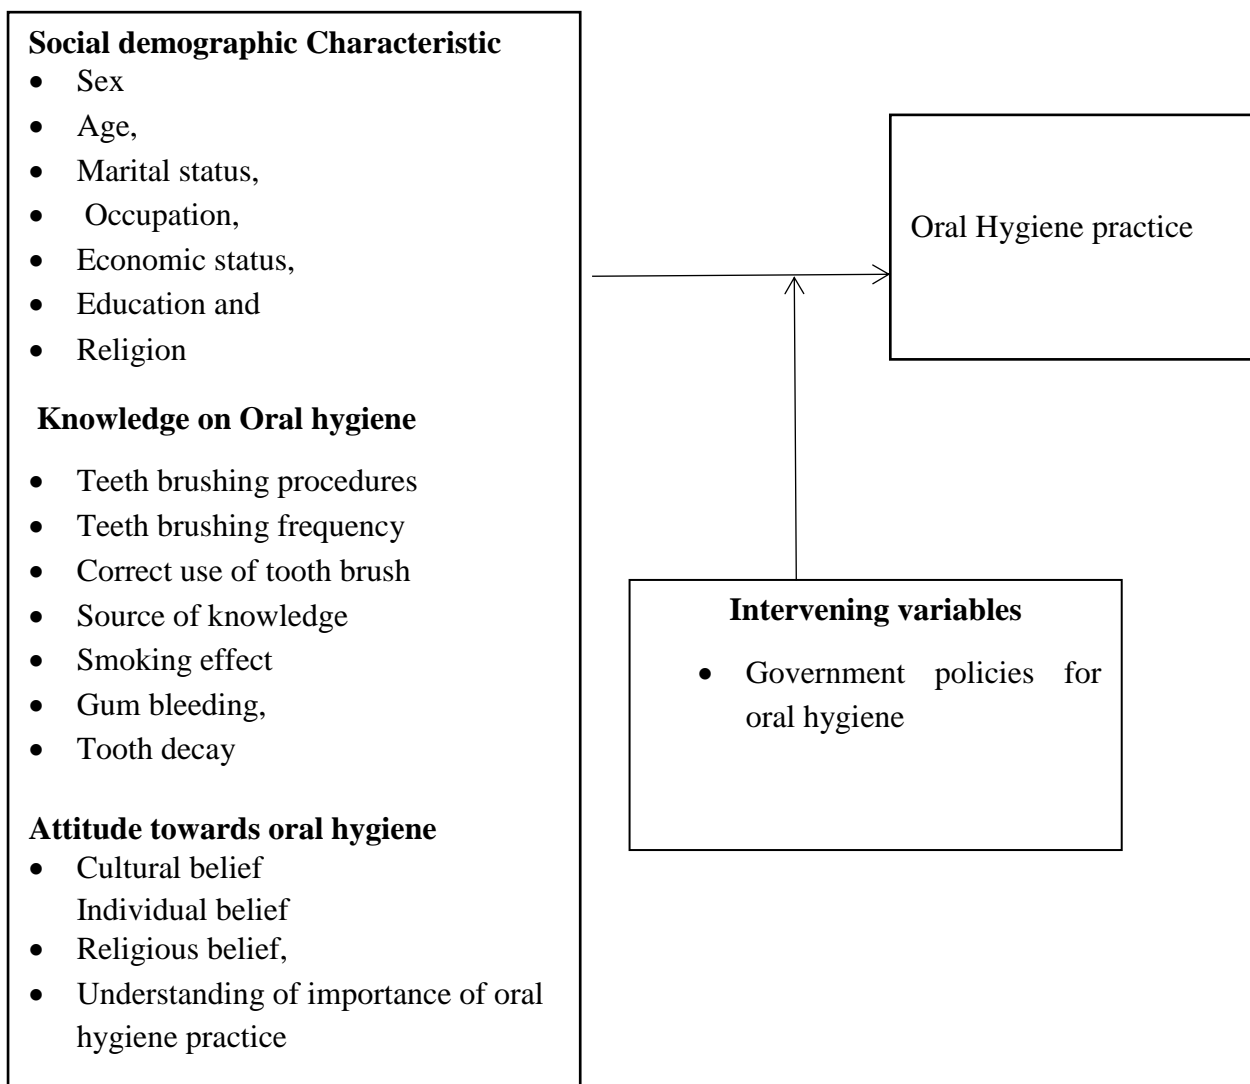 Social demographic Characteristic
• Sex
• Age,
• Marital status,
• Occupation,
• Economic status,
• Education and
• Religion
Knowledge on Oral hygiene
• Teeth brushing procedures
• Teeth brushing frequency
• Correct use of tooth brush
• Source of knowledge
• Smoking effect
• Gum bleeding,
• Tooth decay
Attitude towards oral hygiene
• Cultural belief
Individual belief
• Religious belief,
• Understanding of importance of oral
hygiene practice
Oral Hygiene practice
Intervening variables
• Government policies for
oral hygiene